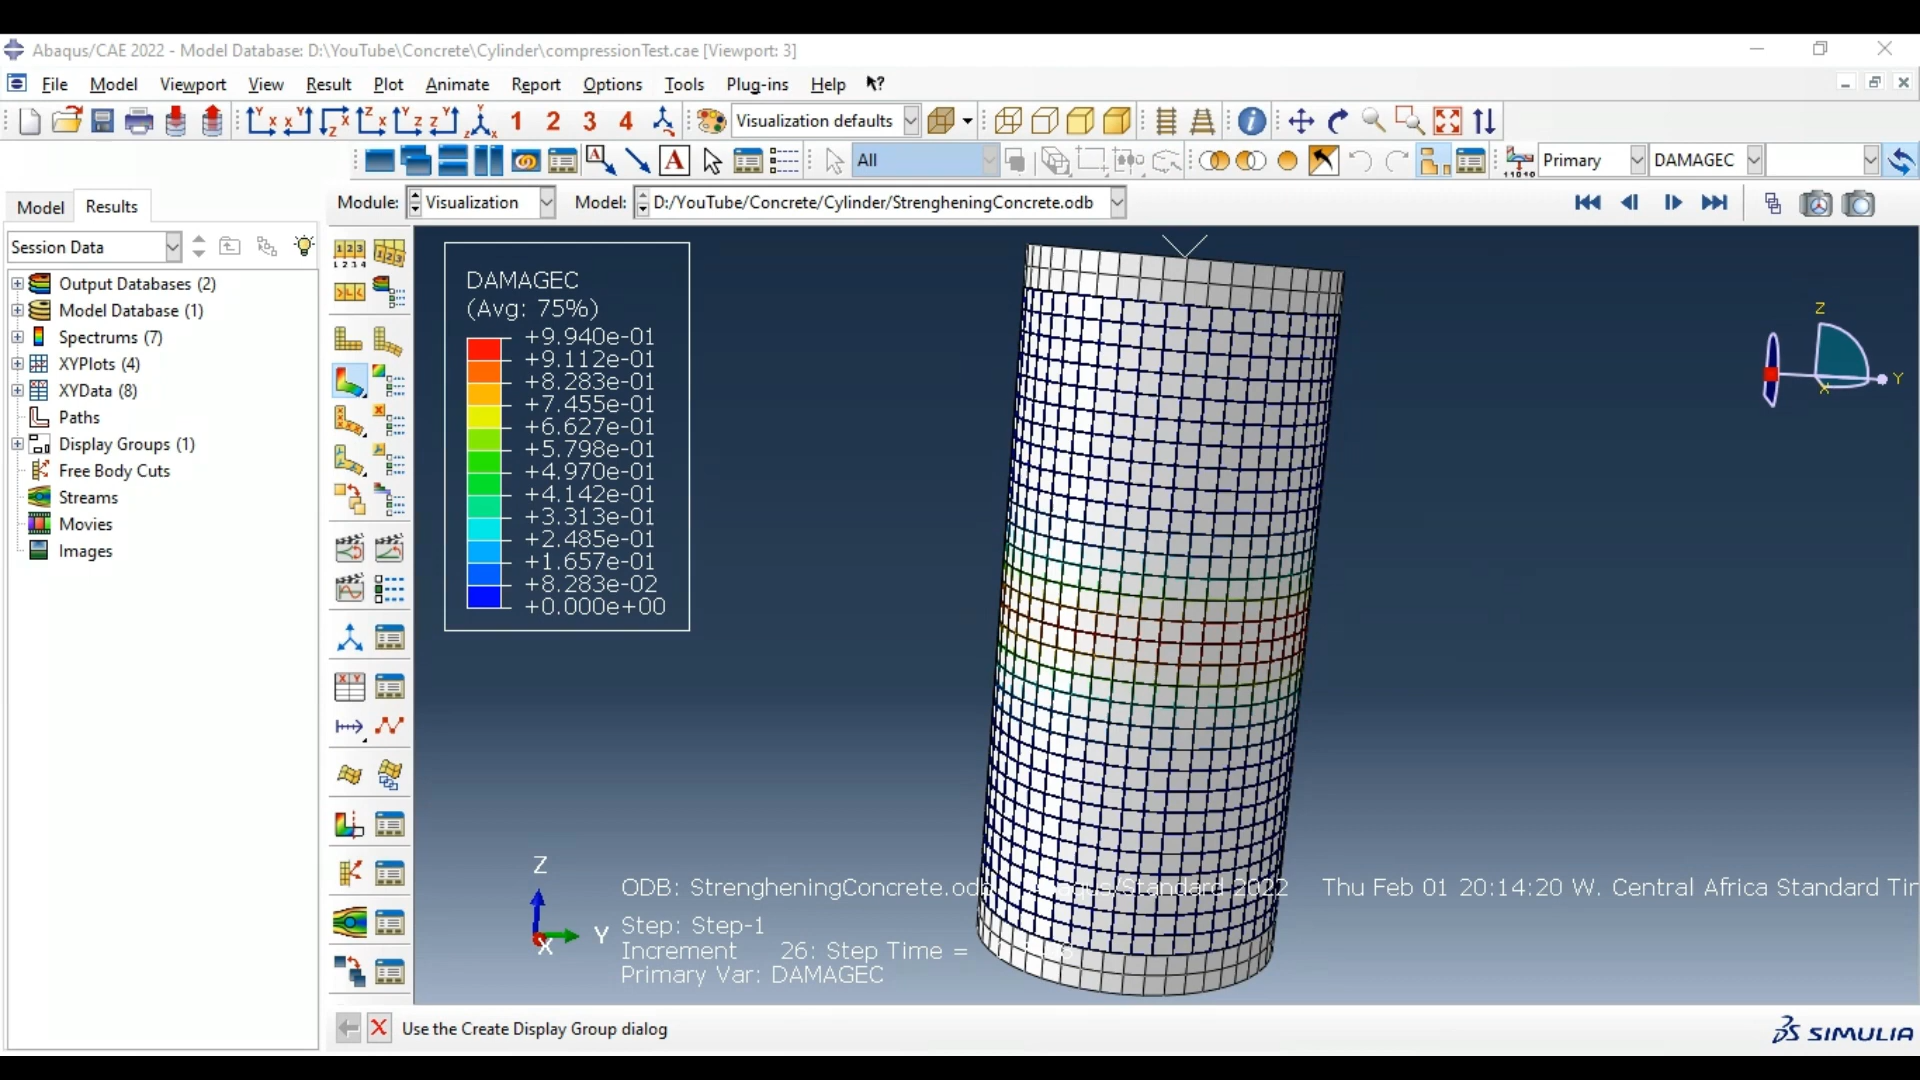 Abaqus/CAE 2022 - Model Database: D:\YouTube\Concrete\Cylinder\compressionTest.cae [Viewport: 3]
File Model Viewport View Result Plot Animate Report Options Tools Plug-ins Help
1 2 3 4 Visualization defaults
All Primary DAMAGEC
Model Results Module: Visualization Model: D:/YouTube/Concrete/Cylinder/StrengheningConcrete.odb
Session Data
Output Databases (2)
Model Database (1)
Spectrums (7)
XYPlots (4)
XYData (8)
Paths
Display Groups (1)
Free Body Cuts
Streams
Movies
Images
DAMAGEC
(Avg: 75%)
+9.940e-01
+9.112e-01
+8.283e-01
+7.455e-01
+6.627e-01
+5.798e-01
+4.970e-01
+4.142e-01
+3.313e-01
+2.485e-01
+1.657e-01
+8.283e-02
+0.000e+00
Z
Y
X
Z
Y
X
ODB: StrengheningConcrete.odb Abaqus/Standard 2022 Thu Feb 01 20:14:20 W. Central Africa Standard Tir
Step: Step-1
Increment 26: Step Time =
Primary Var: DAMAGEC
Use the Create Display Group dialog
SIMULIA